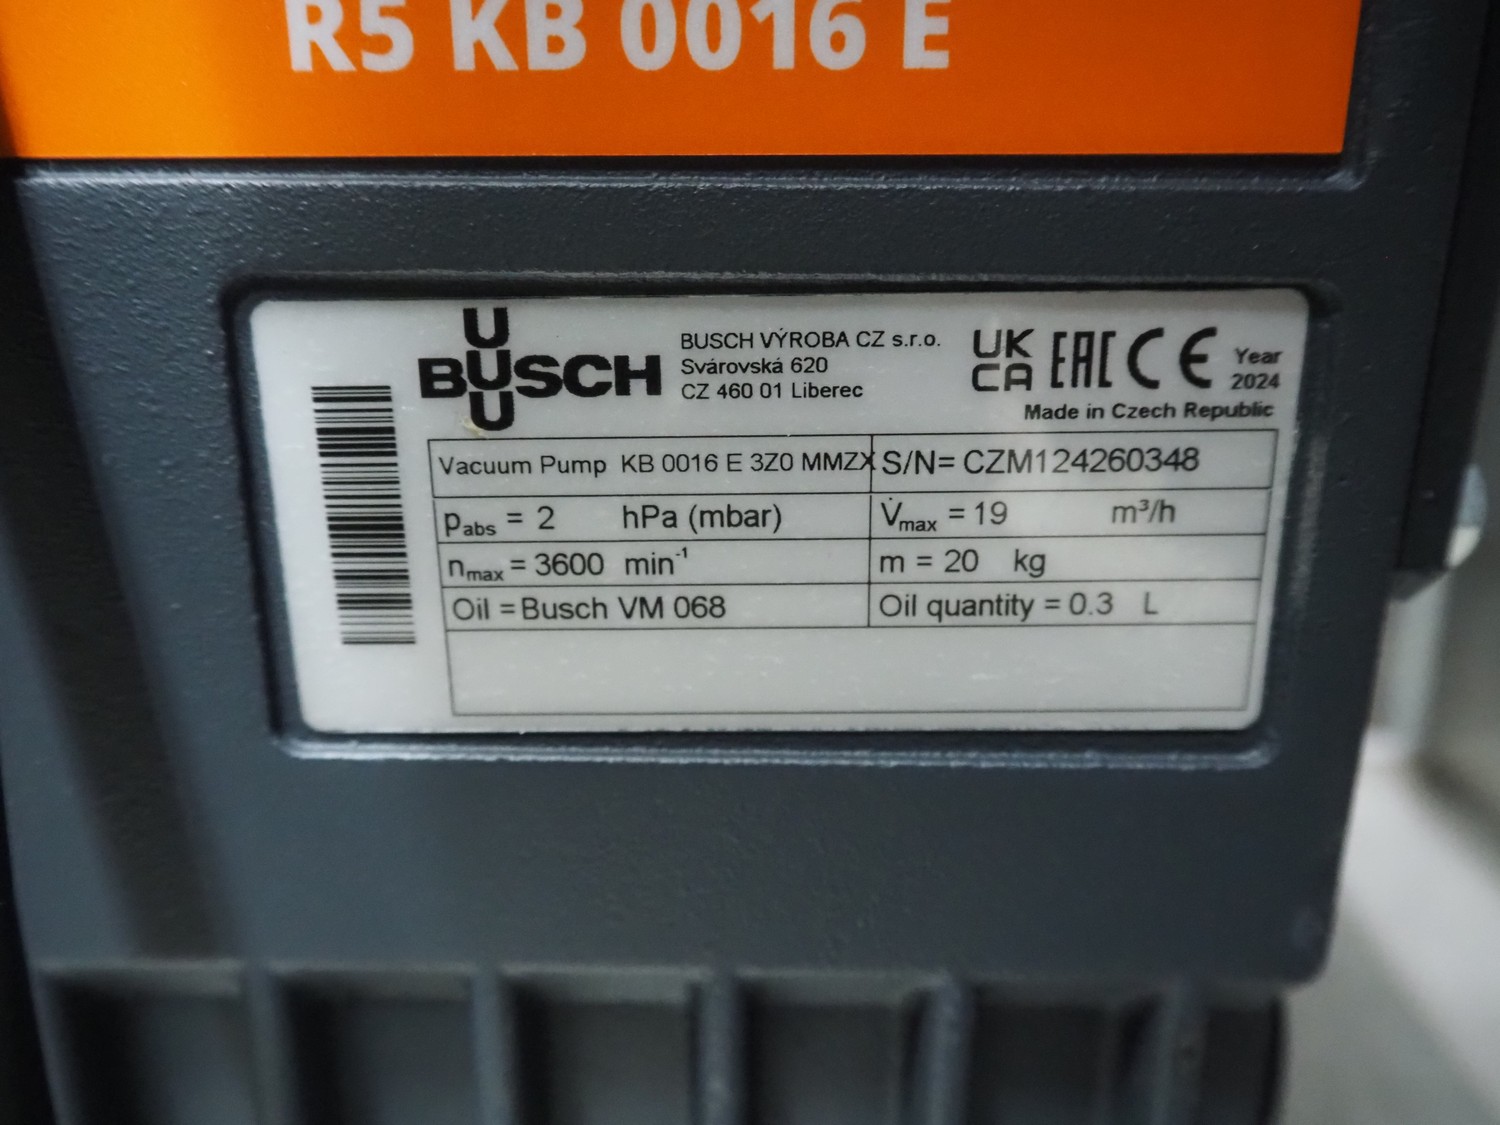 R5 KB 0016 E
BUSCH
U
U
BUSCH VÝROBA CZ s.r.o.
Svárovská 620
CZ 460 01 Liberec
UK
CA EAC CE Year
2024
Made in Czech Republic
Vacuum Pump KB 0016 E 3Z0 MMZX S/N= CZM124260348
pabs = 2 hPa (mbar) V̇max = 19 m³/h
nmax = 3600 min⁻¹ m = 20 kg
Oil = Busch VM 068 Oil quantity = 0.3 L